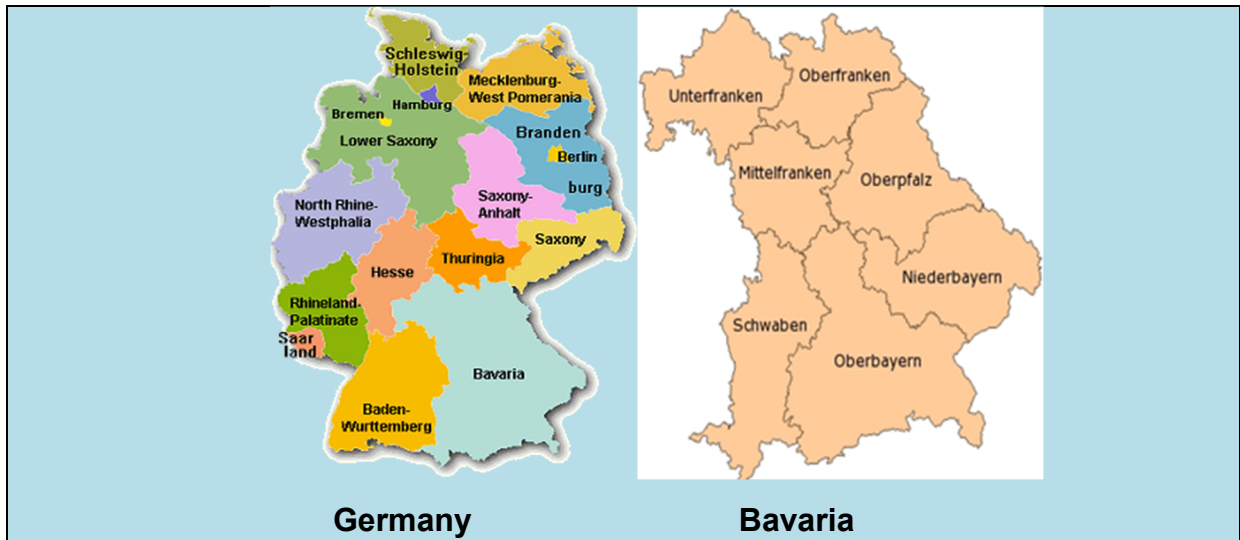 Schleswig-
Holstein
Mecklenburg-
West Pomerania
Hamburg
Bremen
Lower Saxony
Branden
Berlin
burg
North Rhine-
Westphalia
Saxony-
Anhalt
Saxony
Thuringia
Hesse
Rhineland-
Palatinate
Saar
land
Bavaria
Baden-
Wurttemberg
Germany
Oberfranken
Unterfranken
Mittelfranken
Oberpfalz
Niederbayern
Schwaben
Oberbayern
Bavaria